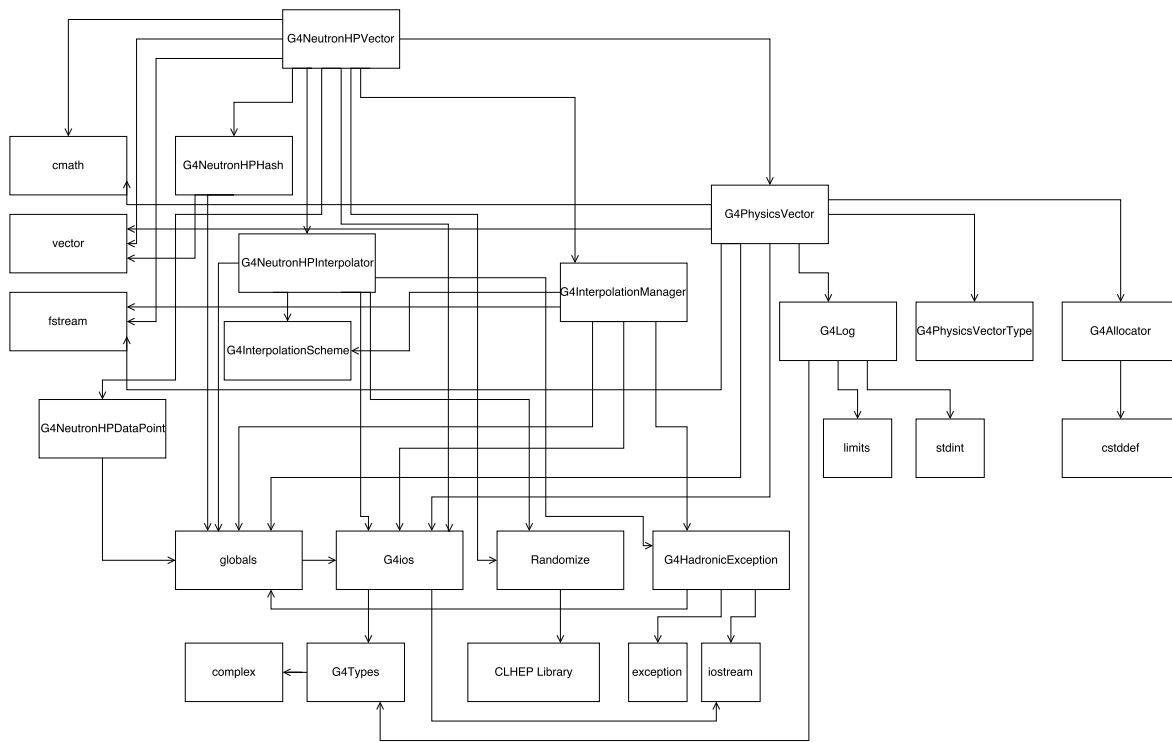 G4NeutronHPVector
cmath
G4NeutronHPHash
G4PhysicsVector
vector
G4NeutronHPInterpolator
G4InterpolationManager
fstream
G4InterpolationScheme
G4Log
G4PhysicsVectorType
G4Allocator
G4NeutronHPDataPoint
limits
stdint
cstddef
globals
G4ios
Randomize
G4HadronicException
complex
G4Types
CLHEP Library
exception
iostream